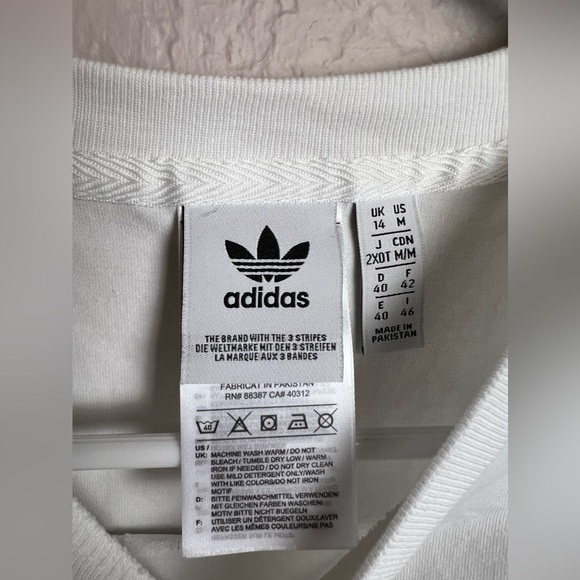 adidas
THE BRAND WITH THE 3 STRIPES
DIE WELTMARKE MIT DEN 3 STREIFEN
LA MARQUE AUX 3 BANDES
FABRICAT IN PAKISTAN
RN# 88387 CA# 40312
40
US /
UK: MACHINE WASH WARM / DO NOT
BLEACH / TUMBLE DRY LOW / WARM
IRON IF NEEDED / DO NOT DRY CLEAN
USE MILD DETERGENT ONLY/WASH
WITH LIKE COLORS/DO NOT IRON
MOTIF
D: BITTE FEINWASCHMITTEL VERWENDEN/
MIT GLEICHEN FARBEN WASCHEN/
MOTIV BITTE NICHT BUEGELN
F: UTILISER UN DETERGENT DOUX/LAVER
AVEC LES MÊMES COULEURS/NE PAS
UK US
14 M
J CDN
2XOT M/M
D F
40 42
E I
40 46
MADE IN
PAKISTAN